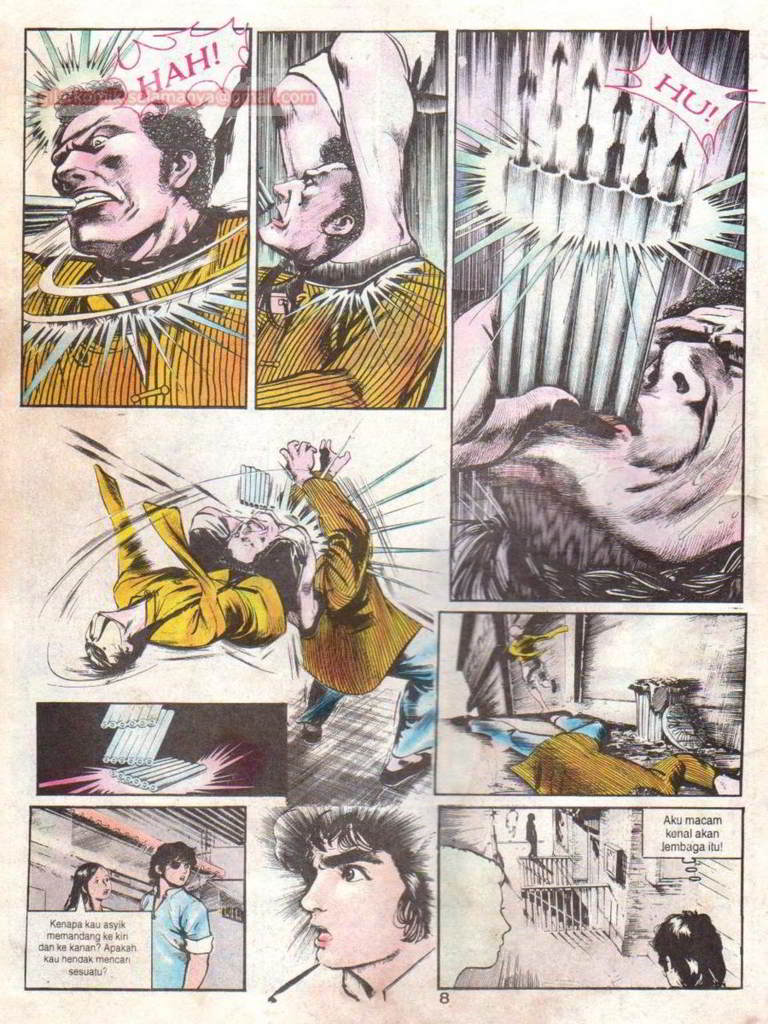 HAH!
HU!
Aku macam
kenal akan
lembaga itu!
Kenapa kau asyik
memandang ke kiri
dan ke kanan? Apakah
kau hendak mencari
sesuatu?
8